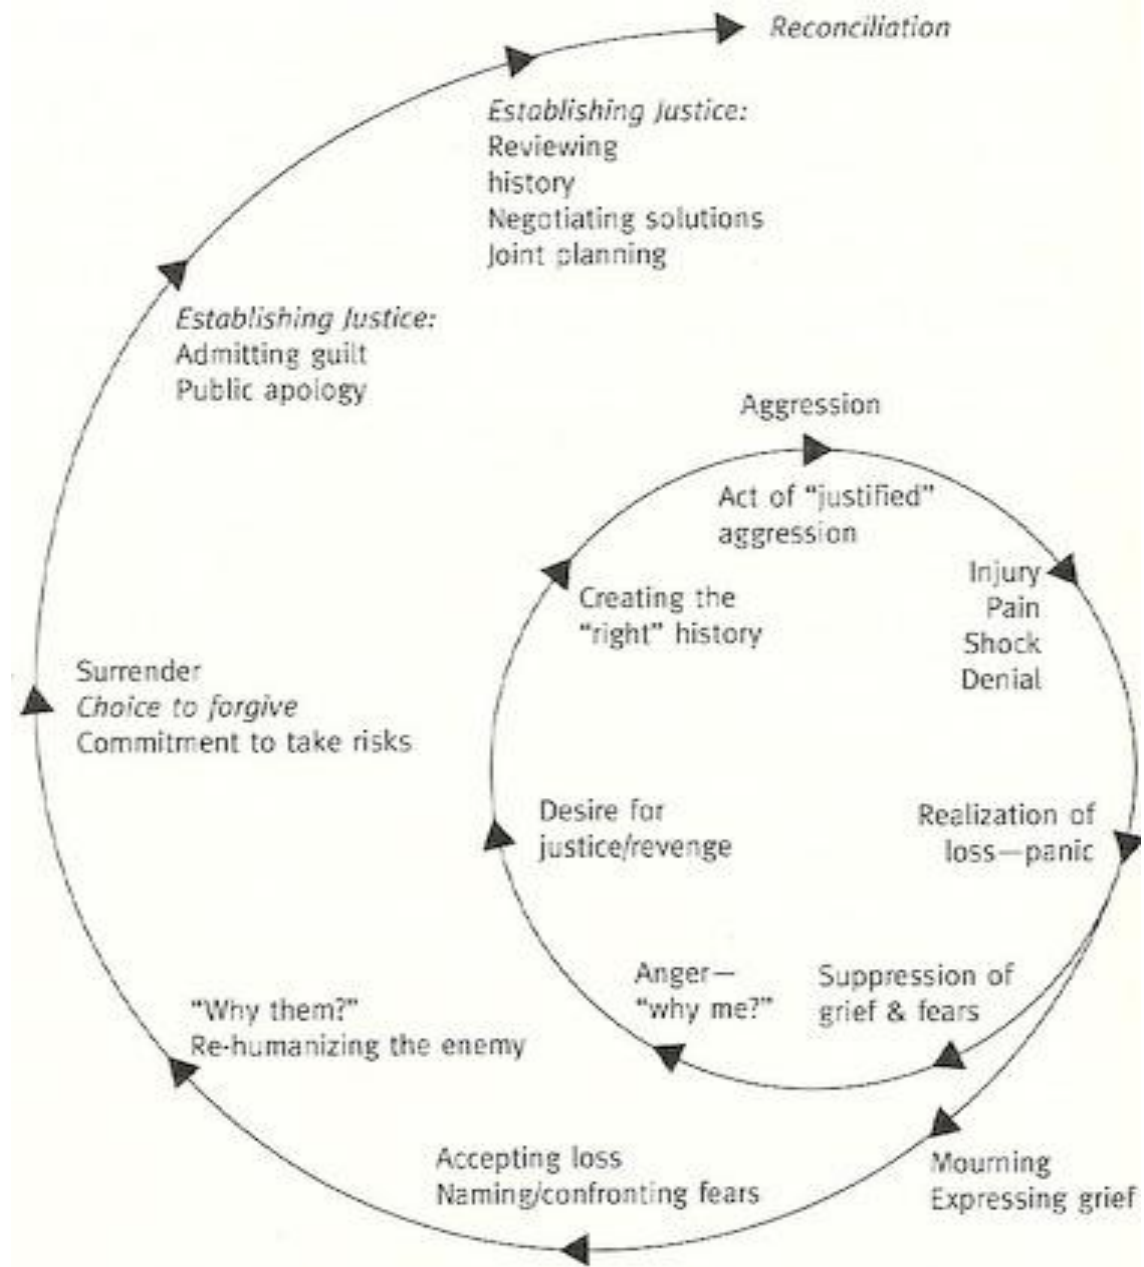 Reconciliation
Establishing Justice:
Reviewing
history
Negotiating solutions
Joint planning
Establishing Justice:
Admitting guilt
Public apology
Aggression
Act of “justified”
aggression
Injury
Pain
Shock
Denial
Creating the
“right” history
Surrender
Choice to forgive
Commitment to take risks
Desire for
justice/revenge
Realization of
loss—panic
Anger—
“why me?”
Suppression of
grief & fears
“Why them?”
Re-humanizing the enemy
Accepting loss
Naming/confronting fears
Mourning
Expressing grief